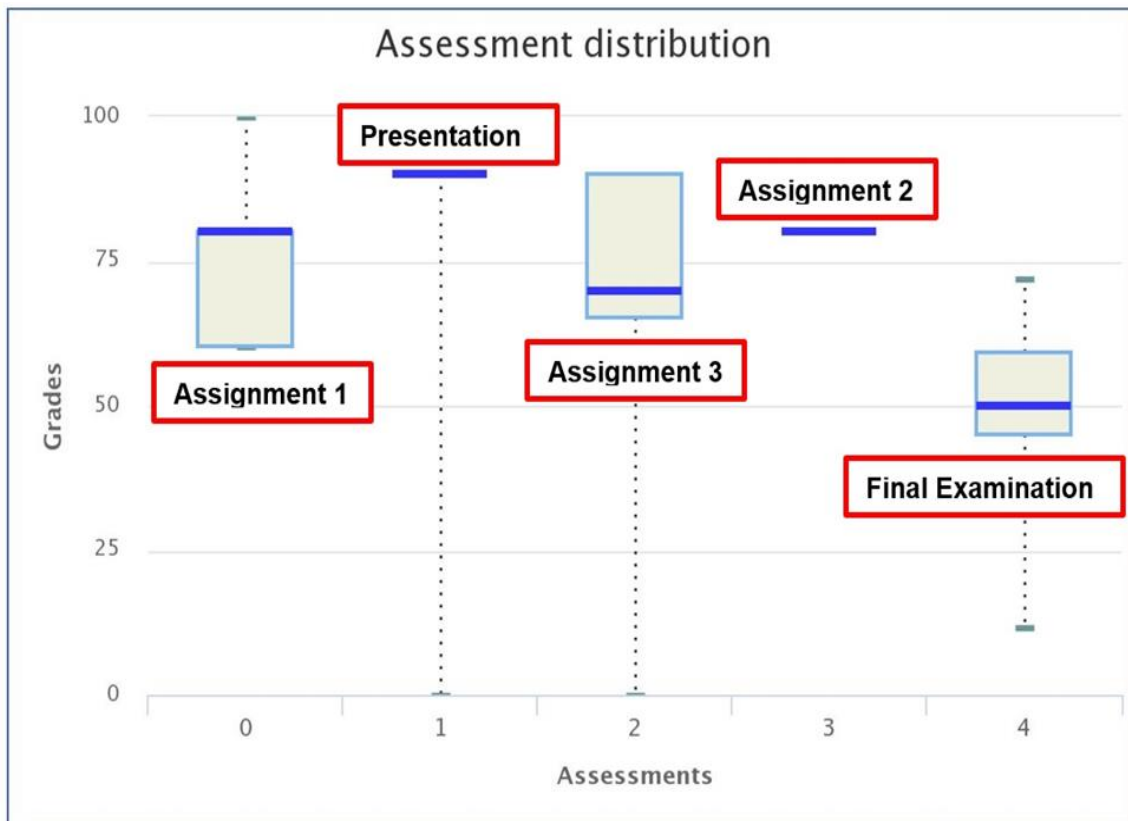 Assessment distribution
100
Presentation
Assignment 2
75
Assignment 3
Assignment 1
50
Grades
Final Examination
25
0
0 1 2 3 4
Assessments